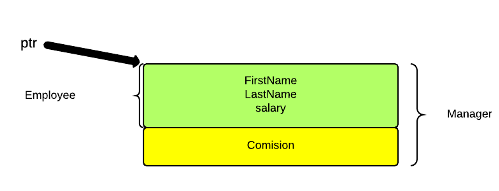 ptr
Employee
FirstName
LastName
salary
Comision
Manager